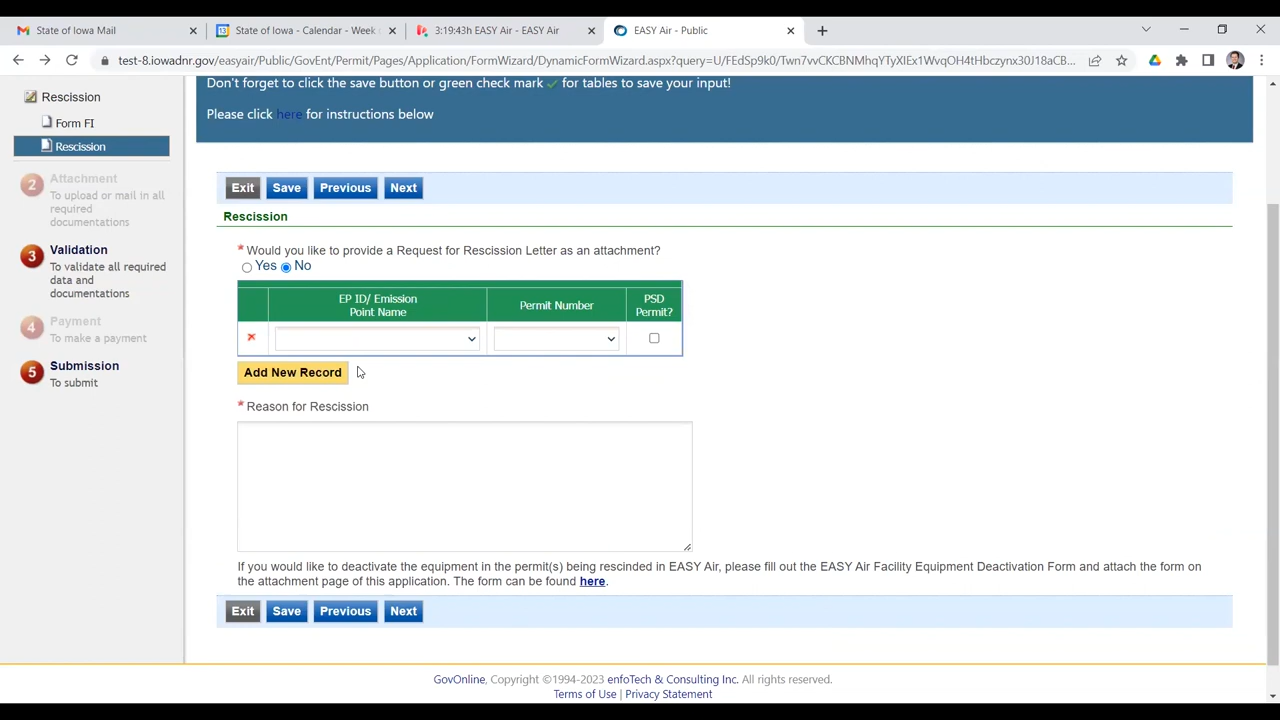 State of Iowa Mail
State of Iowa - Calendar - Week
3:19:43h EASY Air - EASY Air
EASY Air - Public
test-8.iowadnr.gov/easyair/Public/GovEnt/Permit/Pages/Application/FormWizard/DynamicFormWizard.aspx?query=U/FEdSp9k0/Twn7vvCKCBNMhqYTyXIEx1WvqOH4tHbczynx30J18aCB...
Don't forget to click the save button or green check mark for tables to save your input!
Please click here for instructions below
Rescission
Form FI
Rescission
2 Attachment
To upload or mail in all
required
documentations
3 Validation
To validate all required
data and
documentations
4 Payment
To make a payment
5 Submission
To submit
Exit Save Previous Next
Rescission
* Would you like to provide a Request for Rescission Letter as an attachment?
Yes No
EP ID/ Emission
Point Name
Permit Number
PSD
Permit?
Add New Record
* Reason for Rescission
If you would like to deactivate the equipment in the permit(s) being rescinded in EASY Air, please fill out the EASY Air Facility Equipment Deactivation Form and attach the form on
the attachment page of this application. The form can be found here.
Exit Save Previous Next
GovOnline, Copyright ©1994-2023 enfoTech & Consulting Inc. All rights reserved.
Terms of Use | Privacy Statement